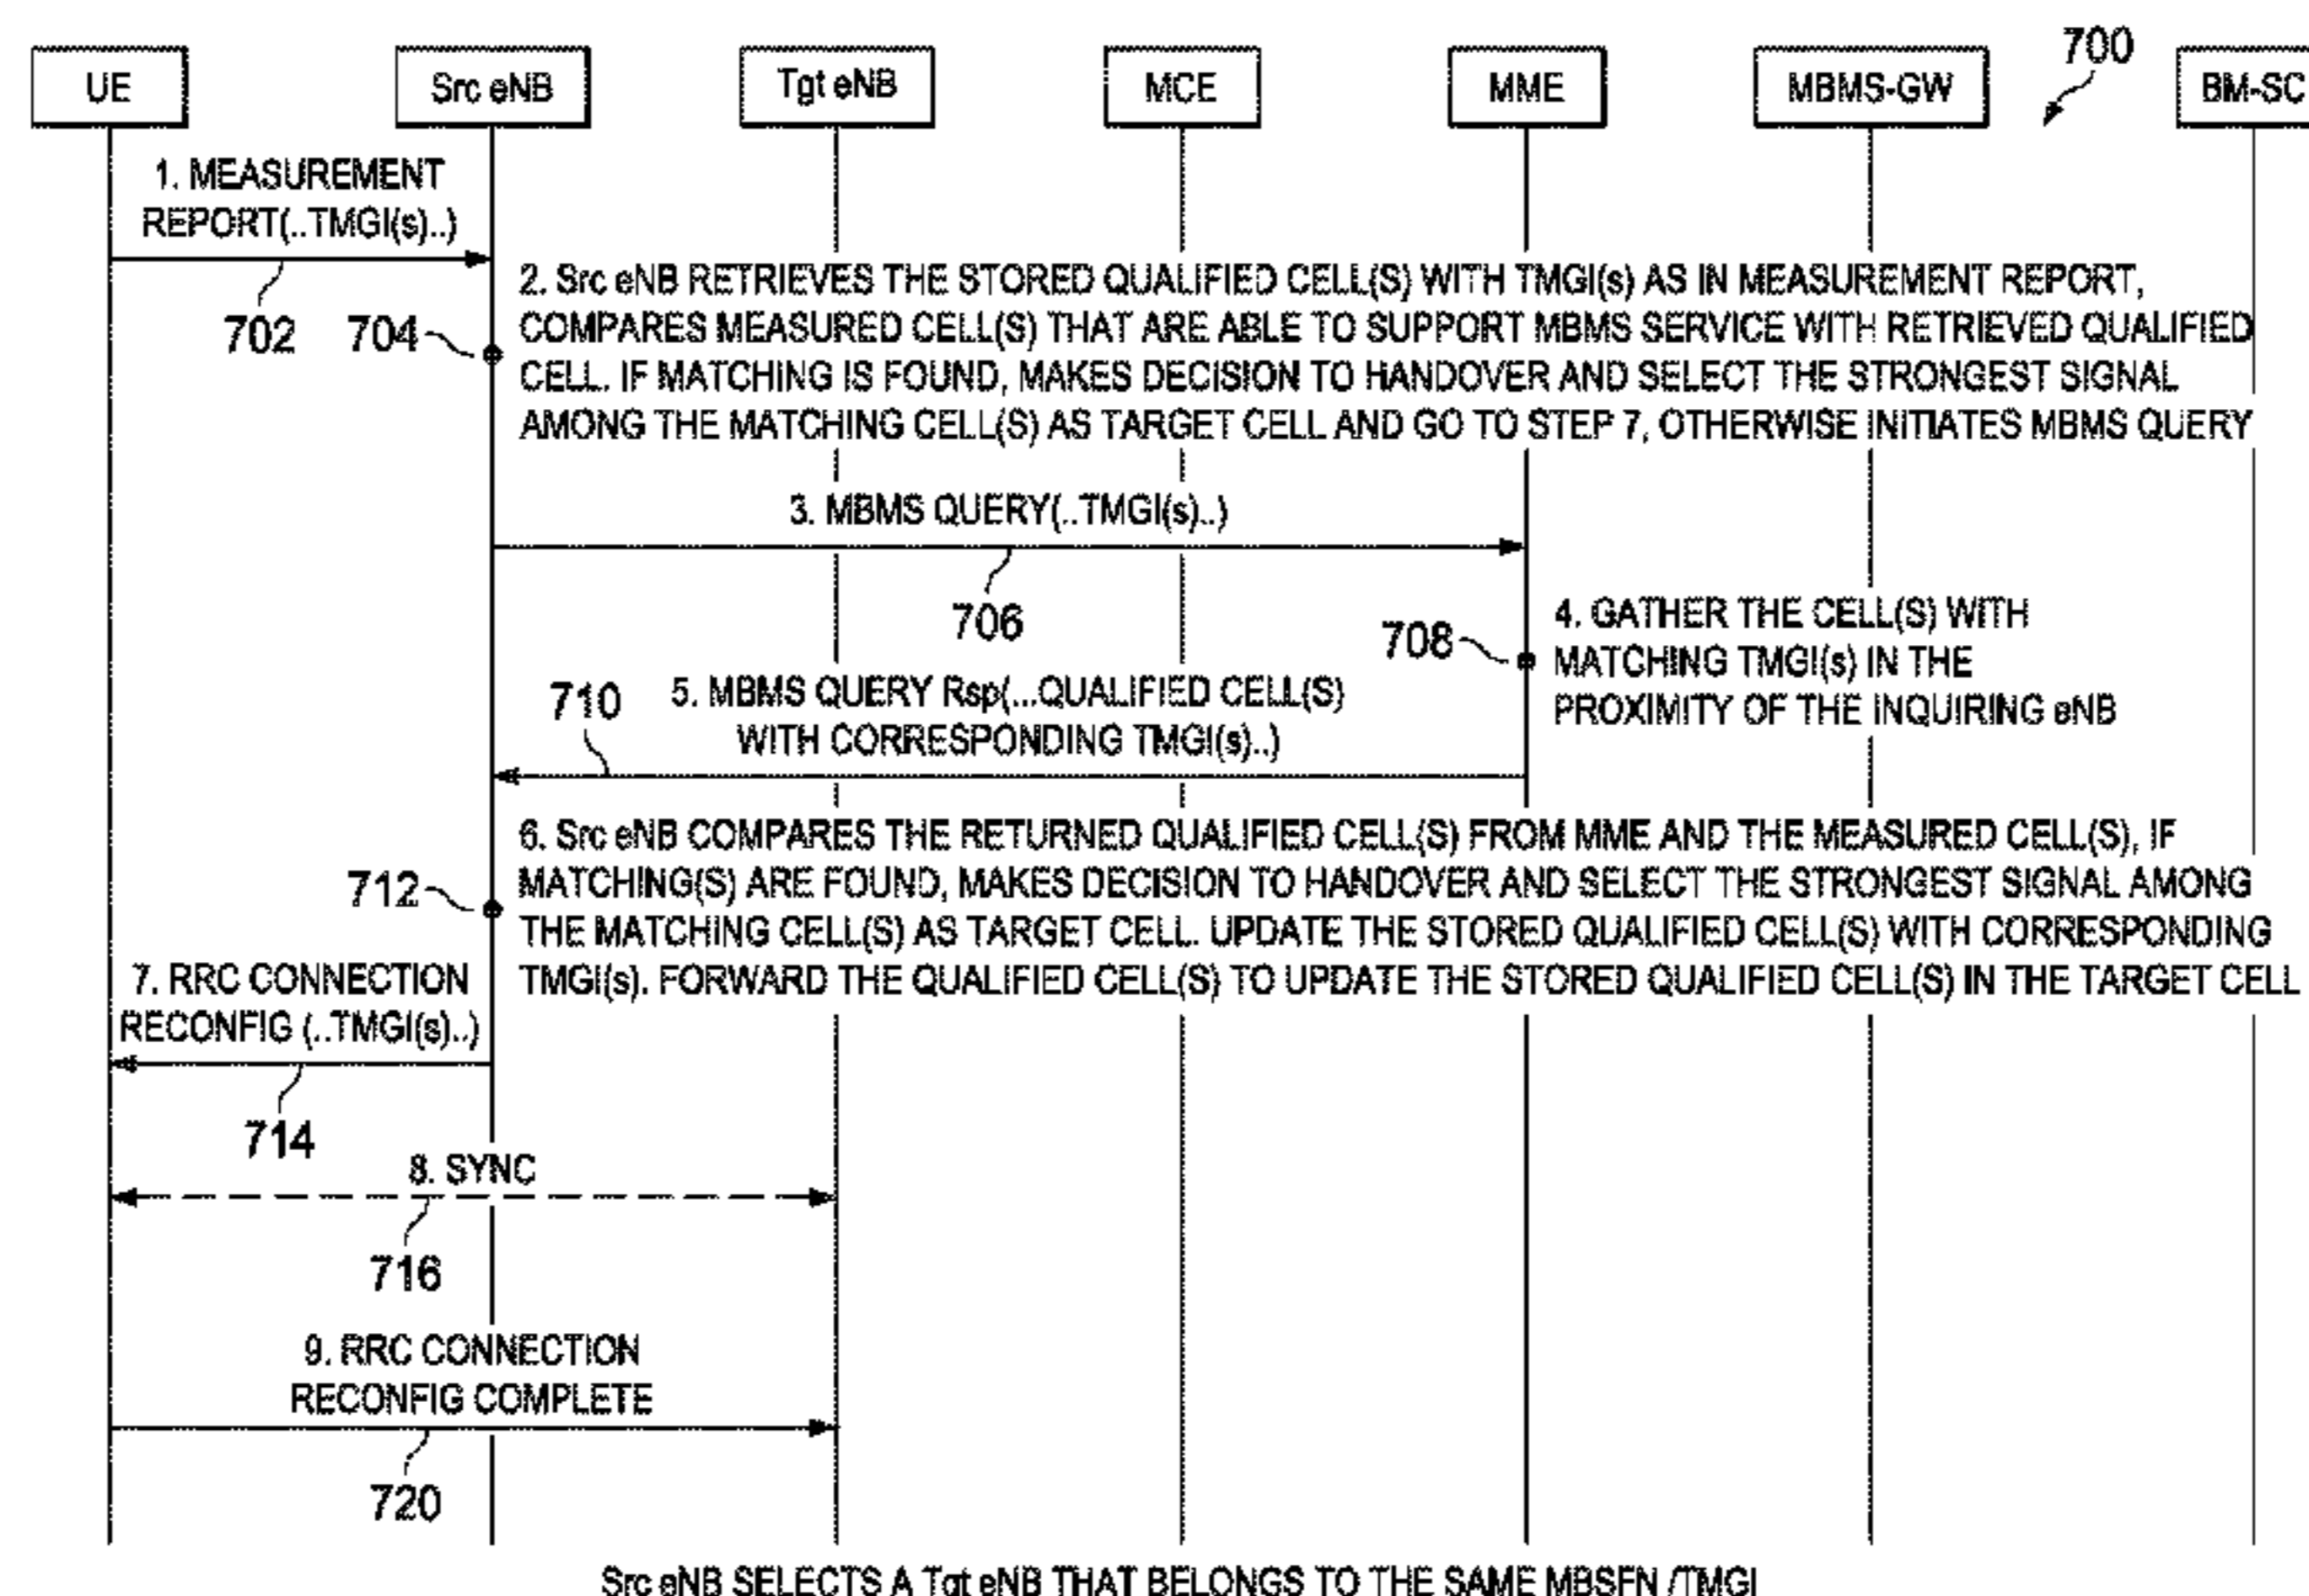 700
UE
Src eNB
Tgt eNB
MCE
MME
MBMS-GW
BM-SC
1. MEASUREMENT
REPORT(..TMGI(s)..)
702
704
2. Src eNB RETRIEVES THE STORED QUALIFIED CELL(S) WITH TMGI(s) AS IN MEASUREMENT REPORT,
COMPARES MEASURED CELL(S) THAT ARE ABLE TO SUPPORT MBMS SERVICE WITH RETRIEVED QUALIFIED
CELL. IF MATCHING IS FOUND, MAKES DECISION TO HANDOVER AND SELECT THE STRONGEST SIGNAL
AMONG THE MATCHING CELL(S) AS TARGET CELL AND GO TO STEP 7, OTHERWISE INITIATES MBMS QUERY
3. MBMS QUERY(..TMGI(s)..)
706
708
4. GATHER THE CELL(S) WITH
MATCHING TMGI(s) IN THE
PROXIMITY OF THE INQUIRING eNB
710
5. MBMS QUERY Rsp(...QUALIFIED CELL(S)
WITH CORRESPONDING TMGI(s)..)
712
6. Src eNB COMPARES THE RETURNED QUALIFIED CELL(S) FROM MME AND THE MEASURED CELL(S), IF
MATCHING(S) ARE FOUND, MAKES DECISION TO HANDOVER AND SELECT THE STRONGEST SIGNAL AMONG
THE MATCHING CELL(S) AS TARGET CELL. UPDATE THE STORED QUALIFIED CELL(S) WITH CORRESPONDING
TMGI(s). FORWARD THE QUALIFIED CELL(S) TO UPDATE THE STORED QUALIFIED CELL(S) IN THE TARGET CELL
7. RRC CONNECTION
RECONFIG (..TMGI(s)..)
714
8. SYNC
716
9. RRC CONNECTION
RECONFIG COMPLETE
720
Src eNB SELECTS A Tgt eNB THAT BELONGS TO THE SAME MBSFN /TMGI